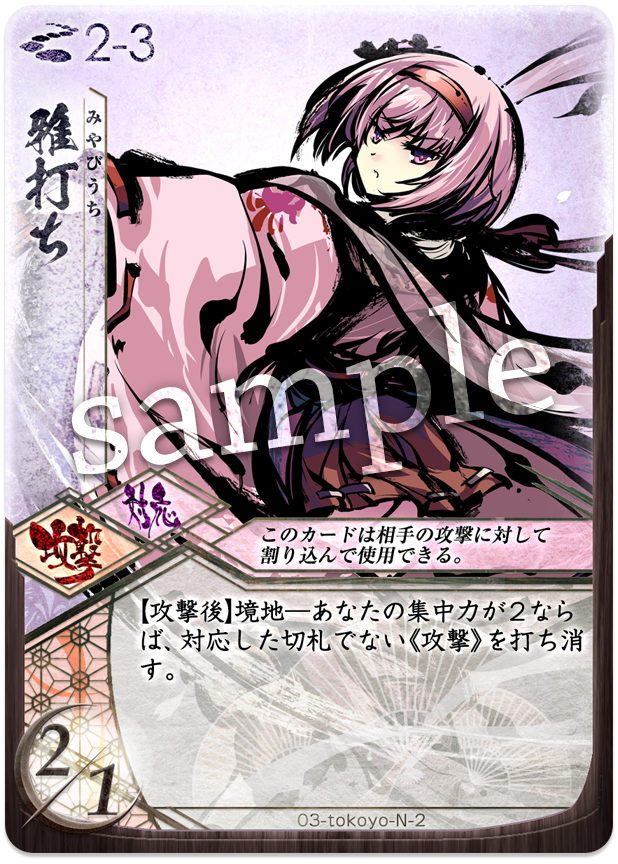 2-3
雅打ち
みやびうち
sample
攻撃
対応
このカードは相手の攻撃に対して
割り込んで使用できる。
【攻撃後】境地―あなたの集中力が２なら
ば、対応した切札でない《攻撃》を打ち消
す。
2/1
03-tokoyo-N-2